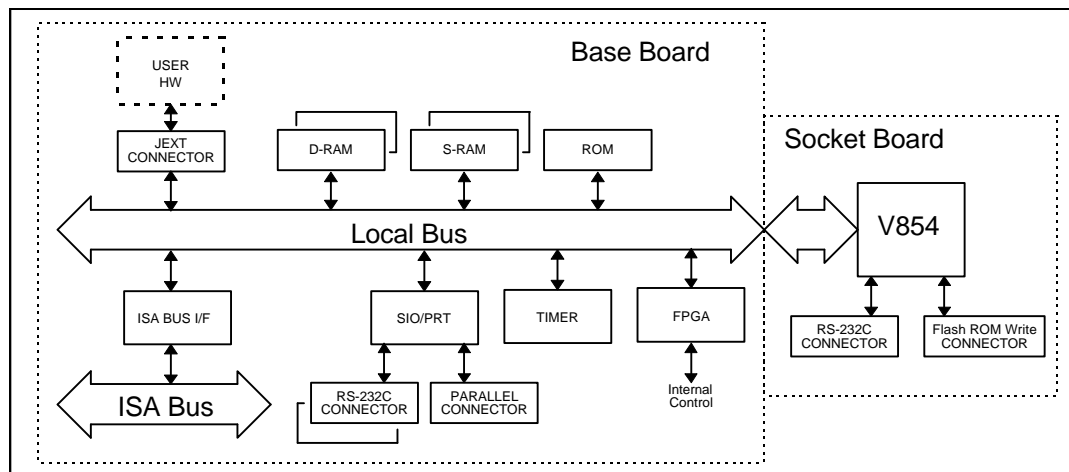 Base Board
USER
HW
JEXT
CONNECTOR
D-RAM
S-RAM
ROM
Socket Board
V854
Local Bus
ISA BUS I/F
SIO/PRT
TIMER
FPGA
RS-232C
CONNECTOR
Flash ROM Write
CONNECTOR
ISA Bus
RS-232C
CONNECTOR
PARALLEL
CONNECTOR
Internal
Control